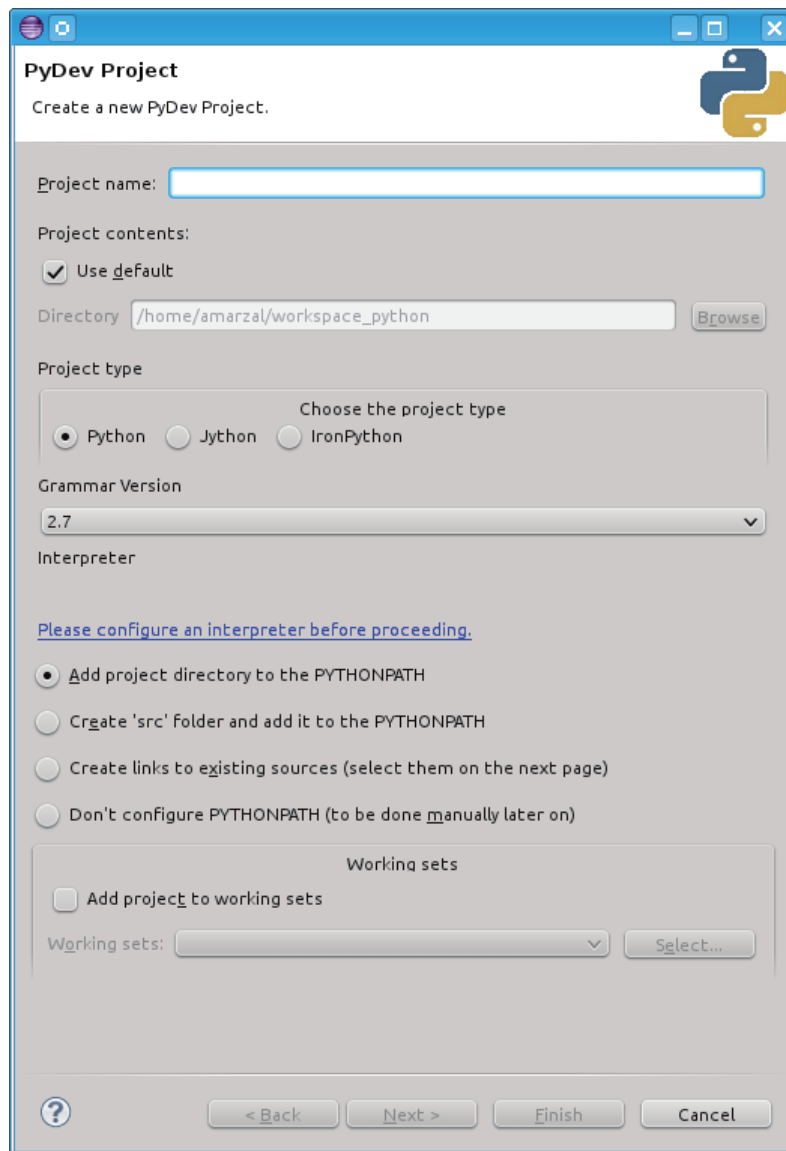 PyDev Project
Create a new PyDev Project.
Project name:
Project contents:
Use default
Directory /home/amarzal/workspace_python Browse
Project type
Choose the project type
Python Jython IronPython
Grammar Version
2.7
Interpreter
Please configure an interpreter before proceeding.
Add project directory to the PYTHONPATH
Create 'src' folder and add it to the PYTHONPATH
Create links to existing sources (select them on the next page)
Don't configure PYTHONPATH (to be done manually later on)
Working sets
Add project to working sets
Working sets: Select...
? < Back Next > Finish Cancel